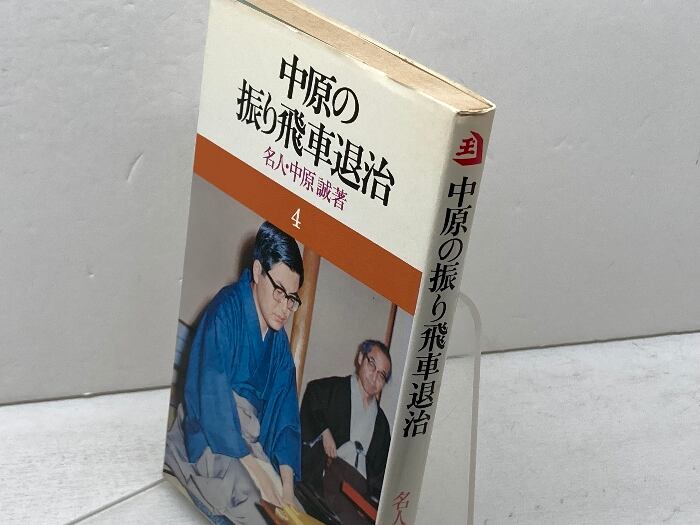 中原の
振り飛車退治
名人・中原誠著
4
王
中原の振り飛車退治
名人